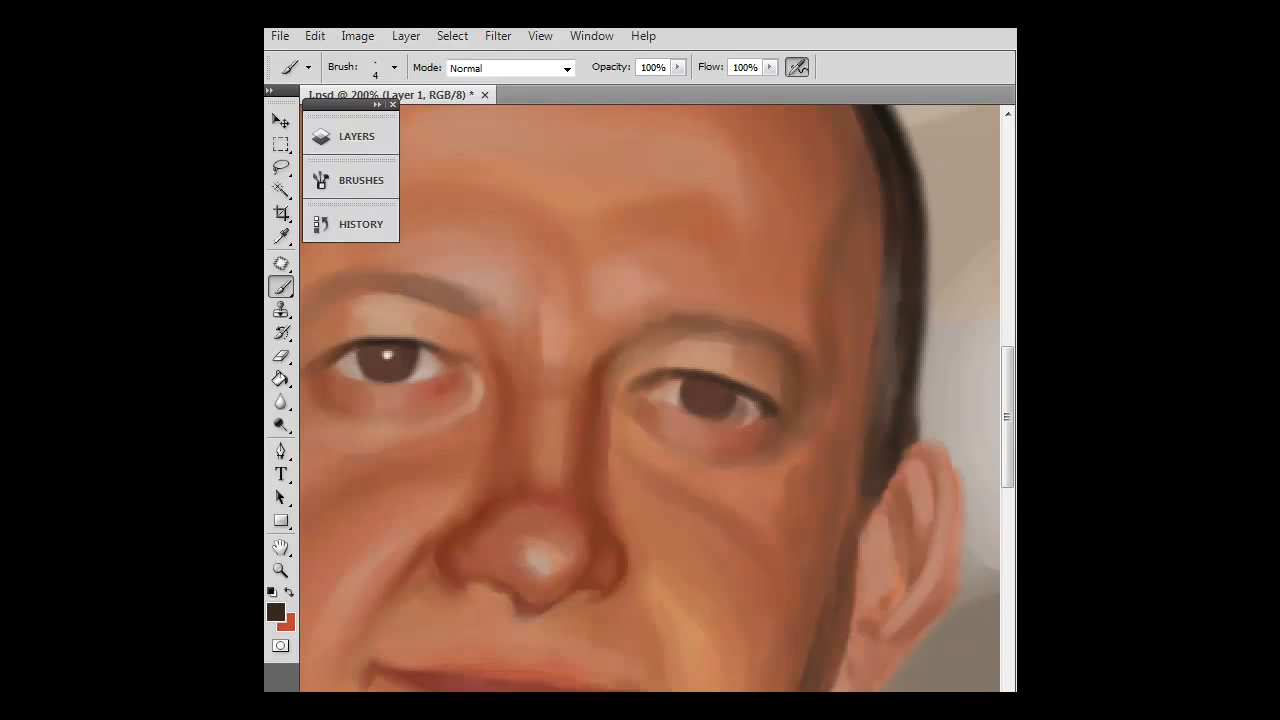 File Edit Image Layer Select Filter View Window Help
Brush: 4 Mode: Normal Opacity: 100% Flow: 100%
J.psd @ 200% (Layer 1, RGB/8) *
LAYERS
BRUSHES
HISTORY